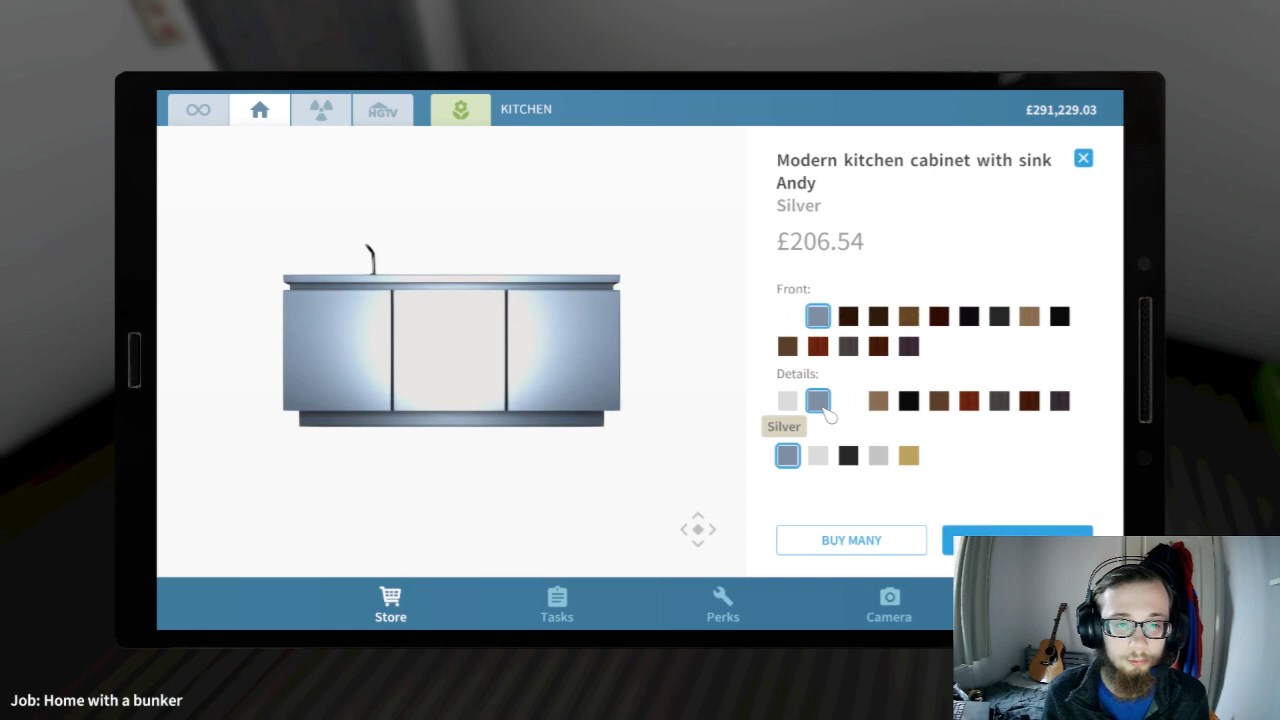 HGTV
KITCHEN
£291,229.03
Modern kitchen cabinet with sink
Andy
Silver
£206.54
Front:
Details:
Silver
BUY MANY
Store
Tasks
Perks
Camera
Job: Home with a bunker